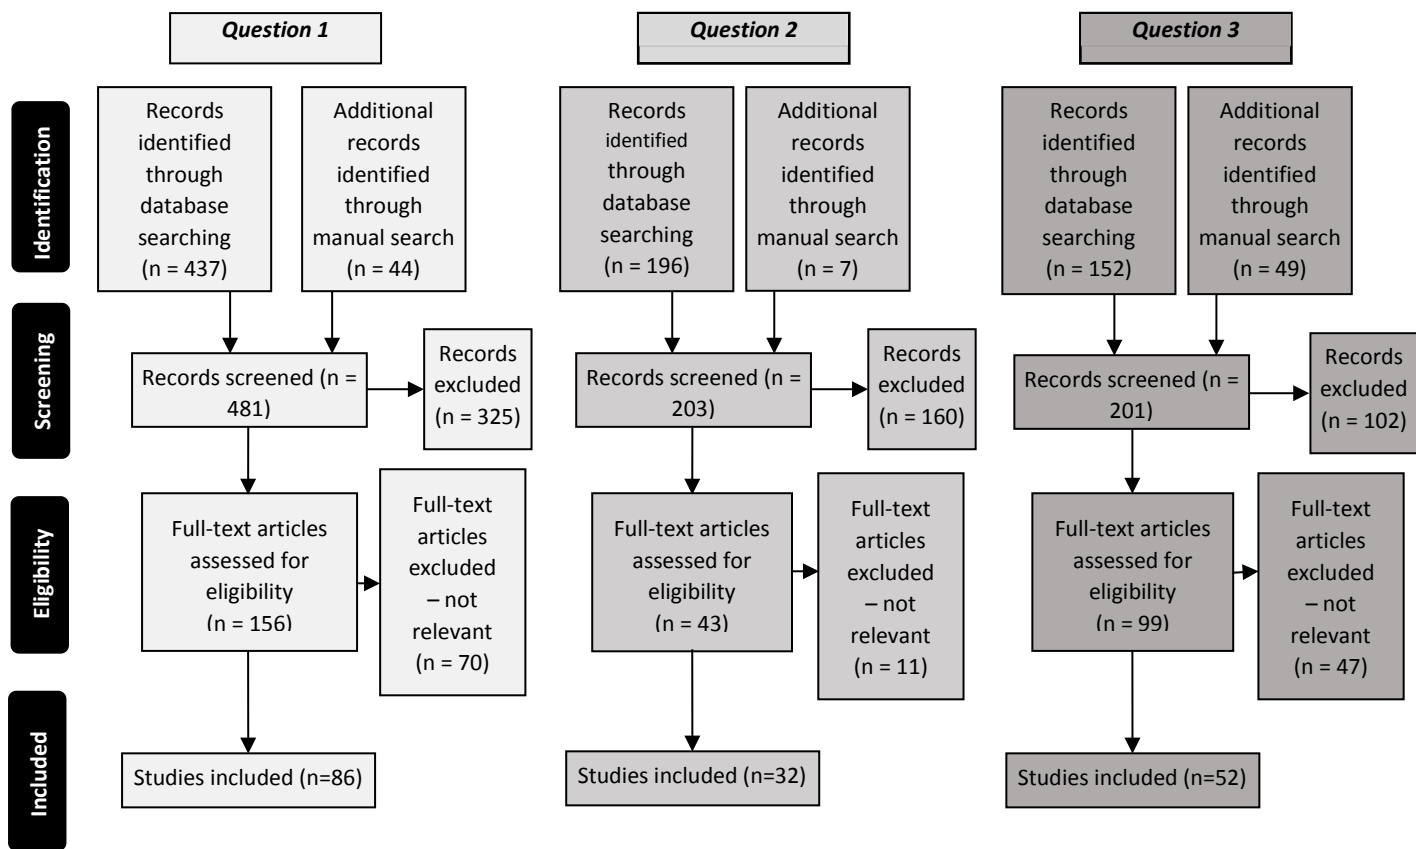 Question 1
Question 2
Question 3
Identification
Records
identified
through
database
searching
(n = 437)
Additional
records
identified
through
manual search
(n = 44)
Records
identified
through
database
searching
(n = 196)
Additional
records
identified
through
manual search
(n = 7)
Records
identified
through
database
searching
(n = 152)
Additional
records
identified
through
manual search
(n = 49)
Screening
Records screened (n =
481)
Records
excluded
(n = 325)
Records screened (n =
203)
Records
excluded
(n = 160)
Records screened (n =
201)
Records
excluded
(n = 102)
Eligibility
Full-text articles
assessed for
eligibility
(n = 156)
Full-text
articles
excluded
– not
relevant
(n = 70)
Full-text articles
assessed for
eligibility
(n = 43)
Full-text
articles
excluded
– not
relevant
(n = 11)
Full-text articles
assessed for
eligibility
(n = 99)
Full-text
articles
excluded
– not
relevant
(n = 47)
Included
Studies included (n=86)
Studies included (n=32)
Studies included (n=52)